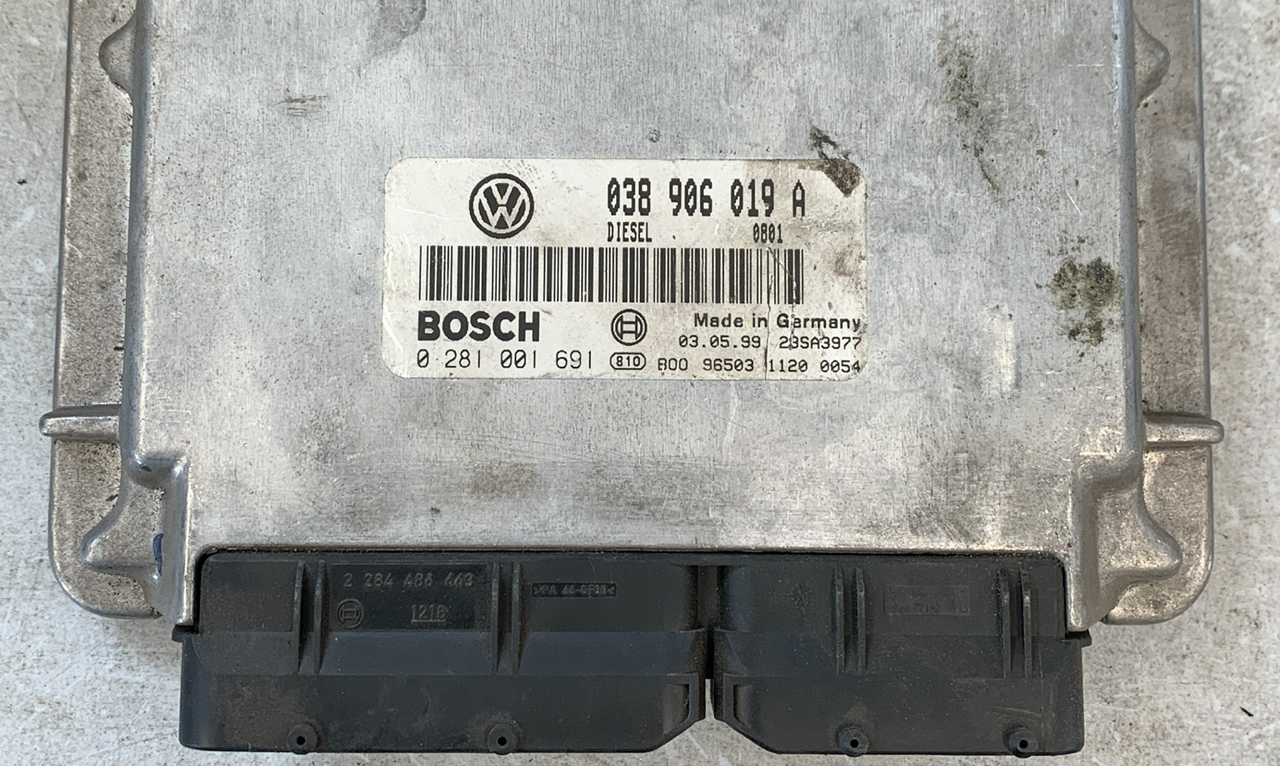 038 906 019 A
DIESEL 0801
BOSCH
Made in Germany
03.05.99 28SA3977
0 281 001 691 810 B00 96503 1120 0054
2 284 486 443
1218